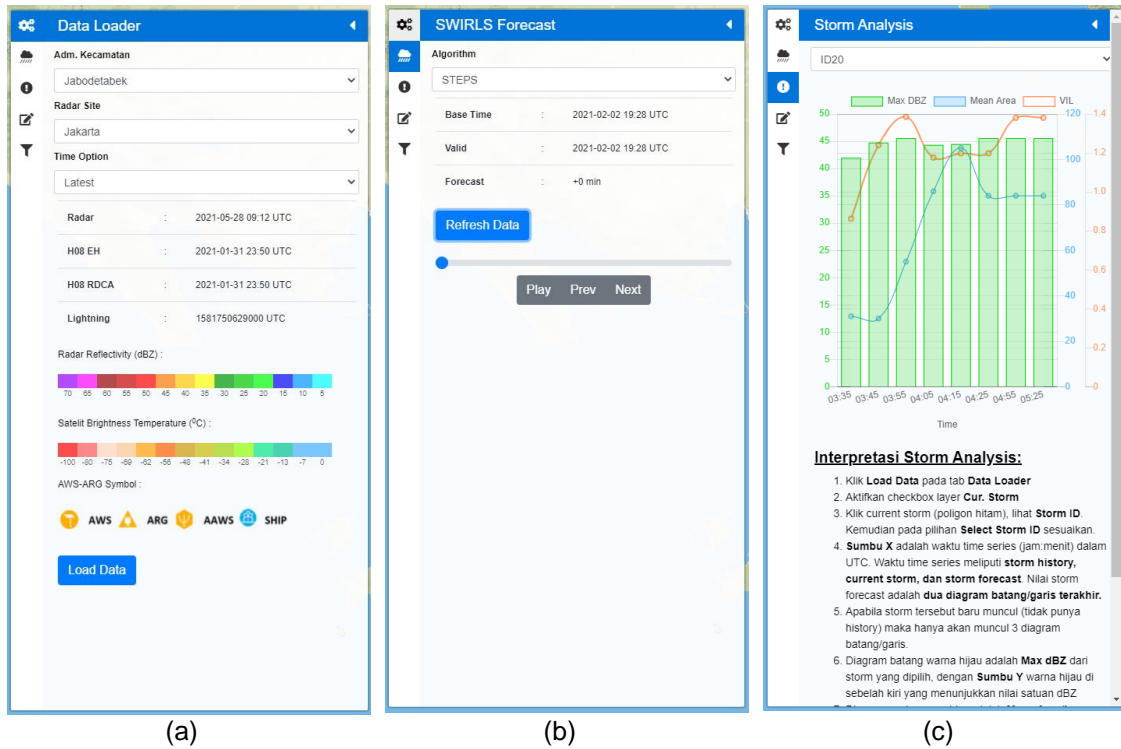 Data Loader
Adm. Kecamatan
Jabodetabek
Radar Site
Jakarta
Time Option
Latest
Radar : 2021-05-28 09:12 UTC
H08 EH : 2021-01-31 23:50 UTC
H08 RDCA : 2021-01-31 23:50 UTC
Lightning : 1581750629000 UTC
Radar Reflectivity (dBZ) :
70 65 60 55 50 45 40 35 30 25 20 15 10 5
Satelit Brightness Temperature (⁰C) :
-100 -80 -75 -69 -62 -55 -48 -41 -34 -28 -21 -13 -7 0
AWS-ARG Symbol :
AWS ARG AAWS SHIP
Load Data
(a)
SWIRLS Forecast
Algorithm
STEPS
Base Time : 2021-02-02 19:28 UTC
Valid : 2021-02-02 19:28 UTC
Forecast : +0 min
Refresh Data
Play Prev Next
(b)
Storm Analysis
ID20
Max DBZ Mean Area VIL
50 120 1.4
45
40 100 1.2
35 1.0
30 80
25 60 0.8
20 0.6
15 40 0.4
10 20
5 0.2
0 0 0
03:35 03:45 03:55 04:05 04:15 04:25 04:55 05:25
Time
Interpretasi Storm Analysis:
1. Klik Load Data pada tab Data Loader
2. Aktifkan checkbox layer Cur. Storm
3. Klik current storm (poligon hitam), lihat Storm ID.
Kemudian pada pilihan Select Storm ID sesuaikan.
4. Sumbu X adalah waktu time series (jam:menit) dalam
UTC. Waktu time series meliputi storm history,
current storm, dan storm forecast. Nilai storm
forecast adalah dua diagram batang/garis terakhir.
5. Apabila storm tersebut baru muncul (tidak punya
history) maka hanya akan muncul 3 diagram
batang/garis.
6. Diagram batang warna hijau adalah Max dBZ dari
storm yang dipilih, dengan Sumbu Y warna hijau di
sebelah kiri yang menunjukkan nilai satuan dBZ
(c)